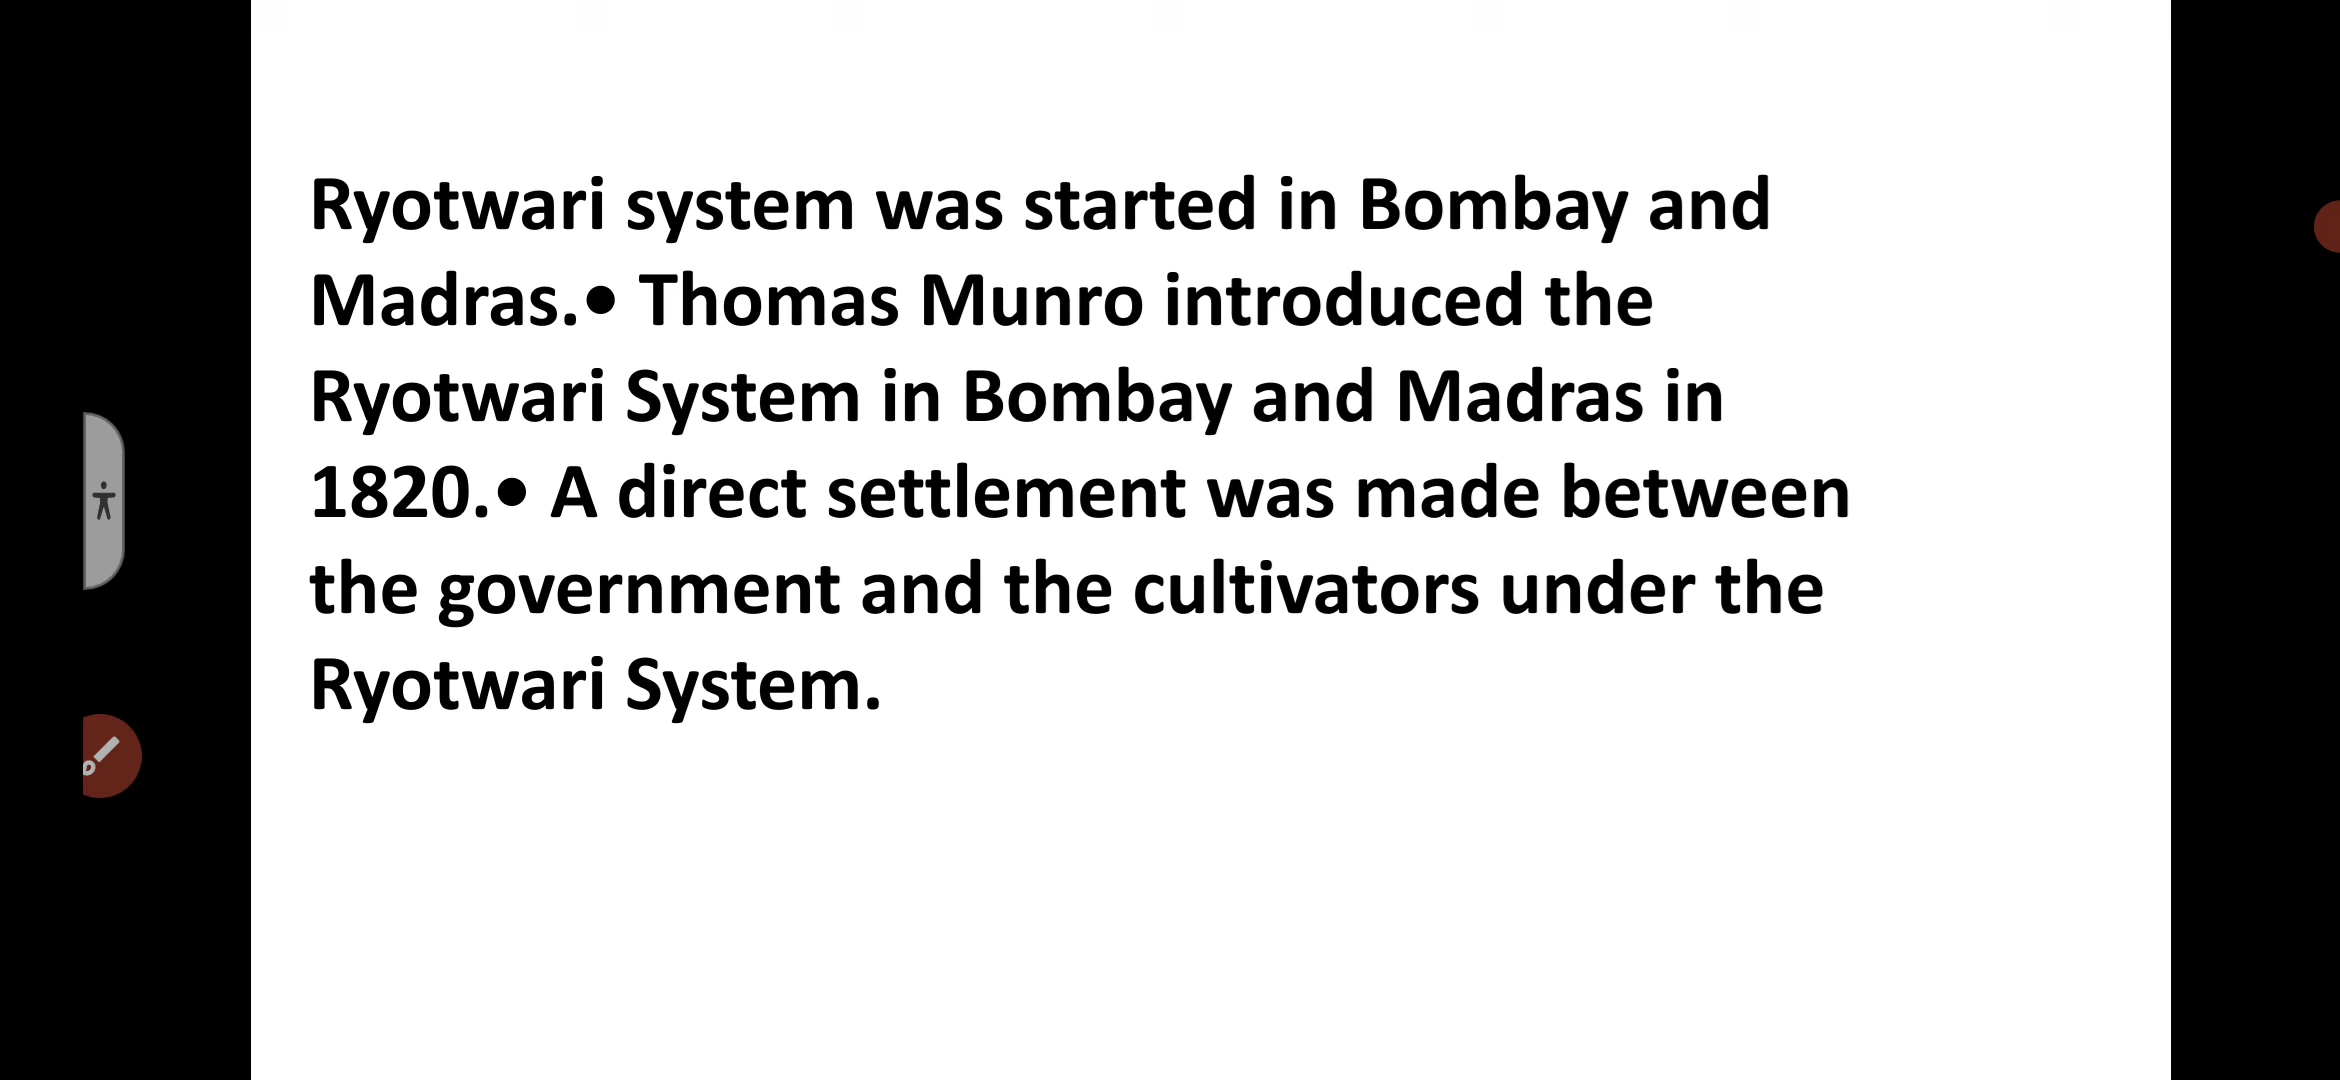 Ryotwari system was started in Bombay and
Madras.• Thomas Munro introduced the
Ryotwari System in Bombay and Madras in
1820.• A direct settlement was made between
the government and the cultivators under the
Ryotwari System.